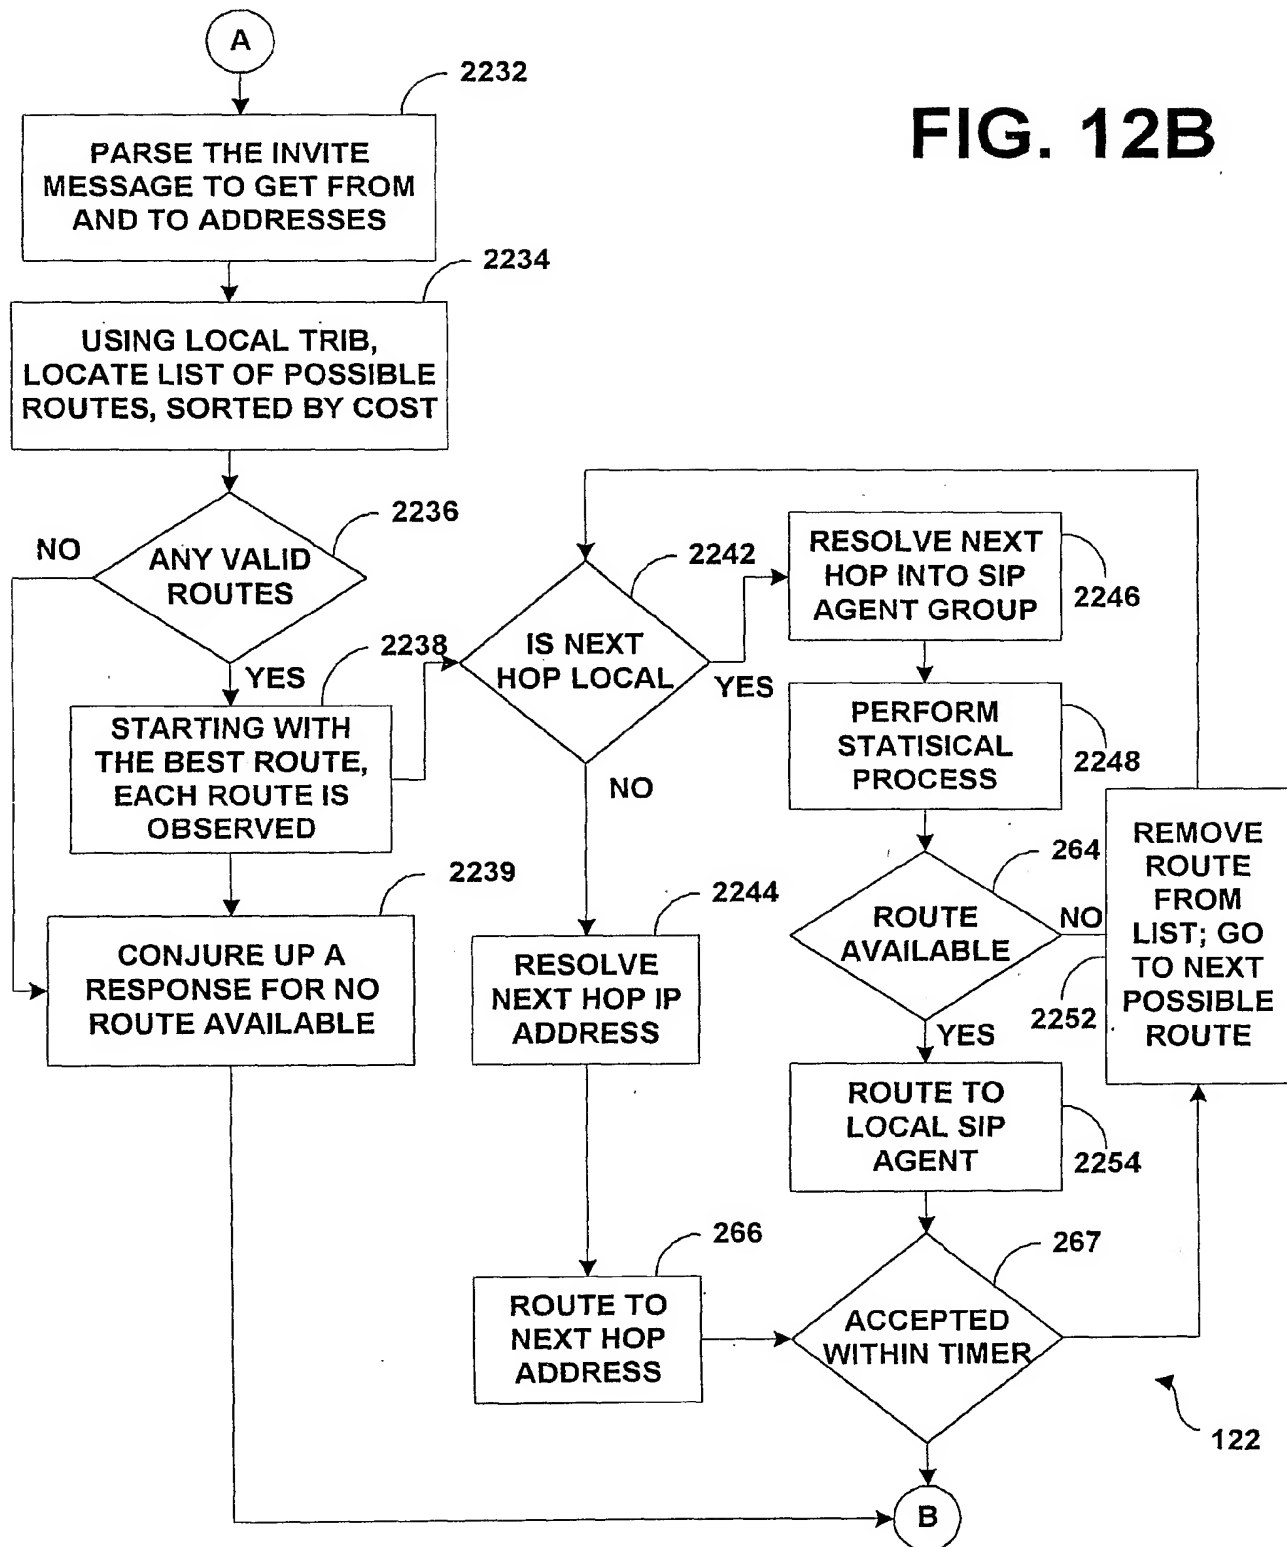 A
2232
FIG. 12B
PARSE THE INVITE
MESSAGE TO GET FROM
AND TO ADDRESSES
2234
USING LOCAL TRIB,
LOCATE LIST OF POSSIBLE
ROUTES, SORTED BY COST
2236
NO
ANY VALID
ROUTES
YES
2238
STARTING WITH
THE BEST ROUTE,
EACH ROUTE IS
OBSERVED
2239
CONJURE UP A
RESPONSE FOR NO
ROUTE AVAILABLE
2242
IS NEXT
HOP LOCAL
YES
NO
2244
RESOLVE
NEXT HOP IP
ADDRESS
266
ROUTE TO
NEXT HOP
ADDRESS
RESOLVE NEXT
HOP INTO SIP
AGENT GROUP
2246
PERFORM
STATISICAL
PROCESS
2248
264
ROUTE
AVAILABLE
NO
YES
2252
REMOVE
ROUTE
FROM
LIST; GO
TO NEXT
POSSIBLE
ROUTE
ROUTE TO
LOCAL SIP
AGENT
2254
267
ACCEPTED
WITHIN TIMER
122
B